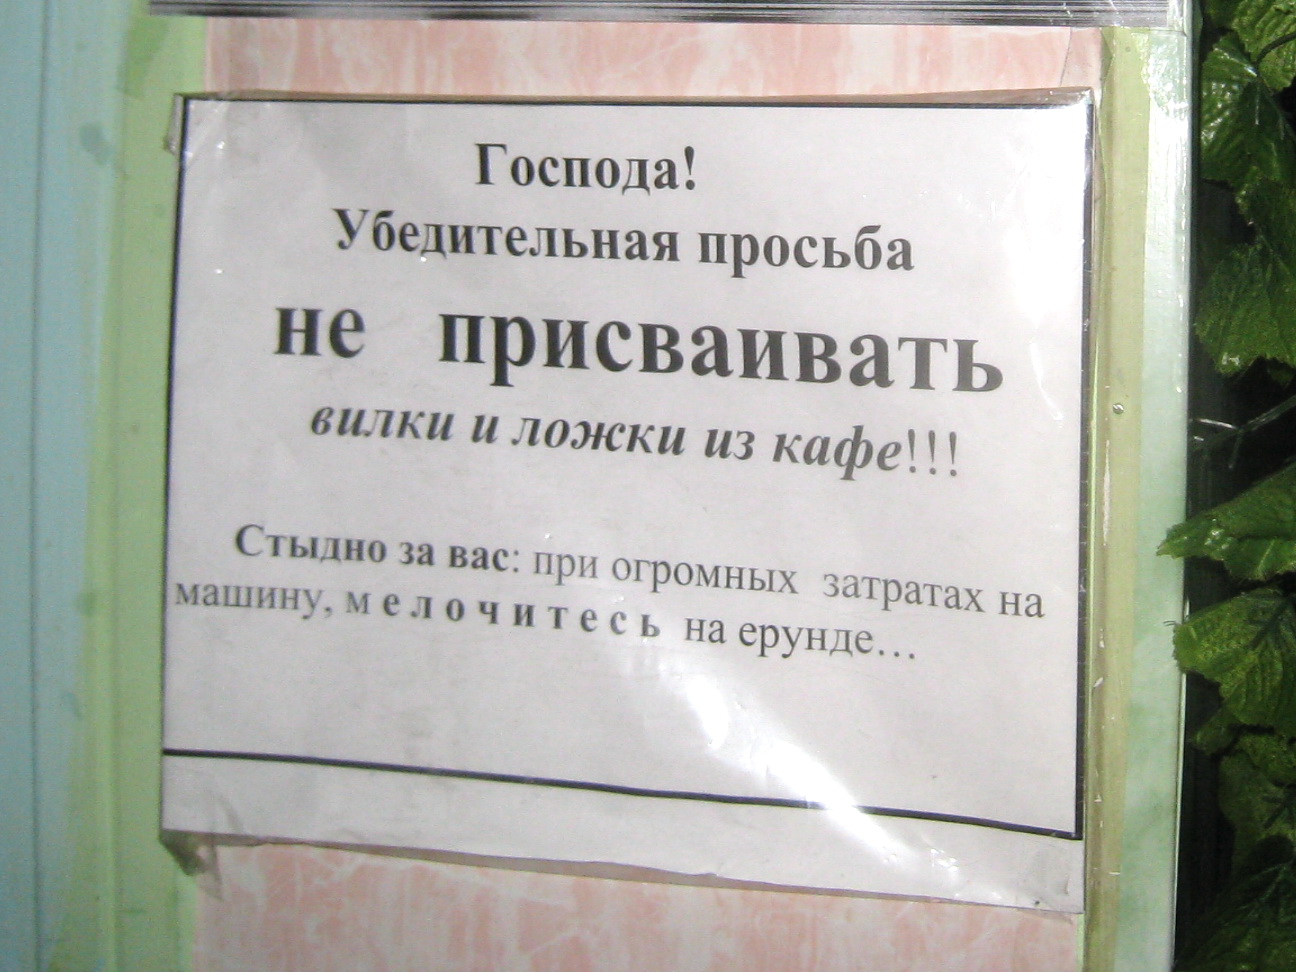 Господа!
Убедительная просьба
не присваивать
вилки и ложки из кафе!!!
Стыдно за вас: при огромных затратах на
машину, м е л о ч и т е с ь на ерунде...